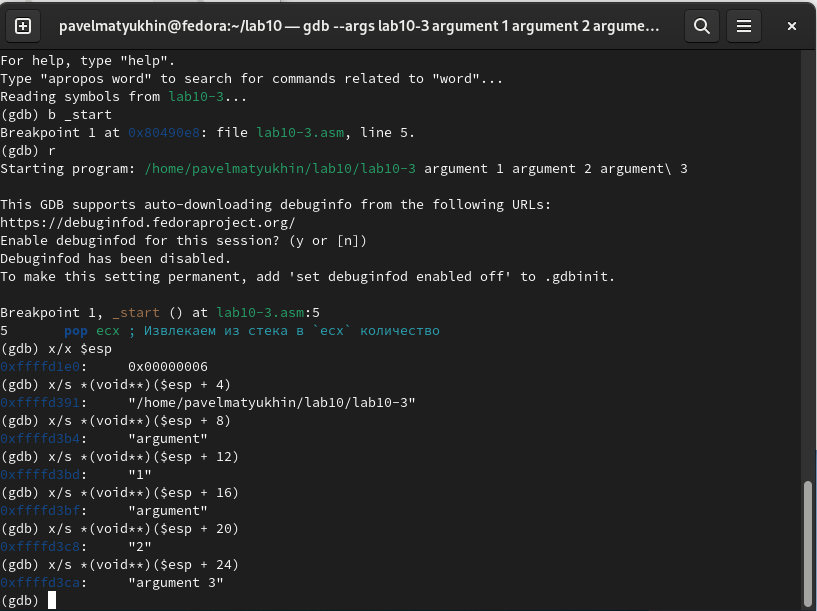 pavelmatyukhin@fedora:~/lab10 — gdb --args lab10-3 argument 1 argument 2 argume...
For help, type "help".
Type "apropos word" to search for commands related to "word"...
Reading symbols from lab10-3...
(gdb) b _start
Breakpoint 1 at 0x80490e8: file lab10-3.asm, line 5.
(gdb) r
Starting program: /home/pavelmatyukhin/lab10/lab10-3 argument 1 argument 2 argument\ 3
This GDB supports auto-downloading debuginfo from the following URLs:
https://debuginfod.fedoraproject.org/
Enable debuginfod for this session? (y or [n])
Debuginfod has been disabled.
To make this setting permanent, add 'set debuginfod enabled off' to .gdbinit.
Breakpoint 1, _start () at lab10-3.asm:5
5 pop ecx ; Извлекаем из стека в `ecx` количество
(gdb) x/x $esp
0xffffd1e0: 0x00000006
(gdb) x/s *(void**)($esp + 4)
0xffffd391: "/home/pavelmatyukhin/lab10/lab10-3"
(gdb) x/s *(void**)($esp + 8)
0xffffd3b4: "argument"
(gdb) x/s *(void**)($esp + 12)
0xffffd3bd: "1"
(gdb) x/s *(void**)($esp + 16)
0xffffd3bf: "argument"
(gdb) x/s *(void**)($esp + 20)
0xffffd3c8: "2"
(gdb) x/s *(void**)($esp + 24)
0xffffd3ca: "argument 3"
(gdb)